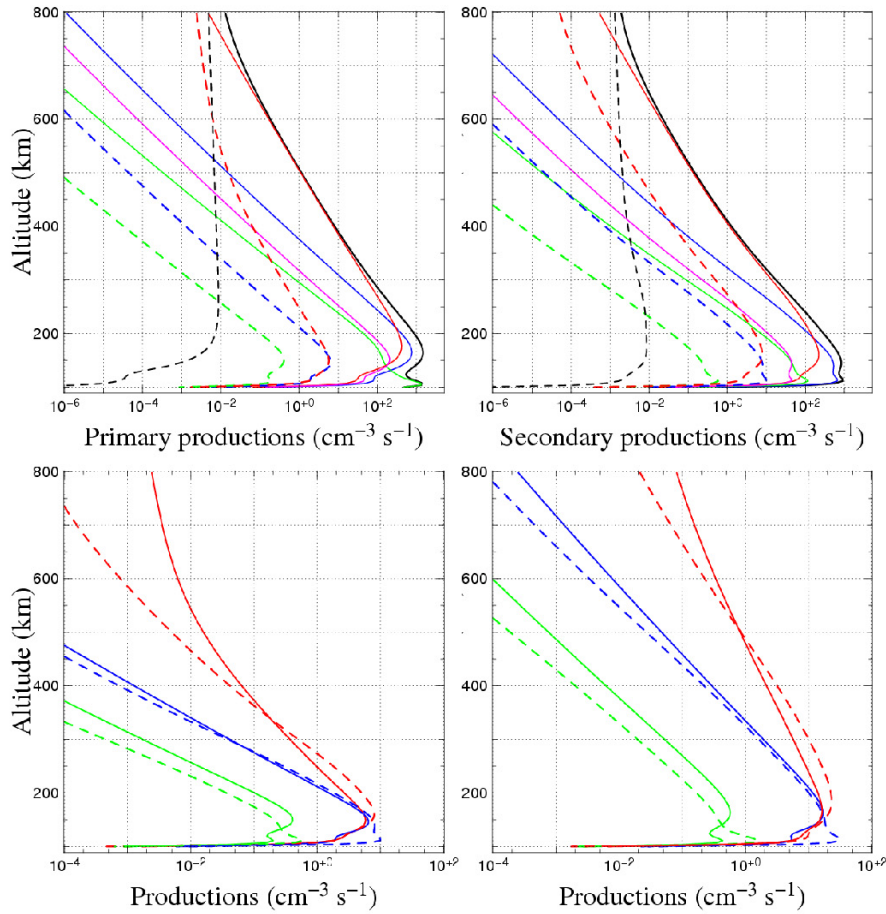 800
600
400
200
Altitude (km)
10⁻⁶ 10⁻⁴ 10⁻² 10⁰ 10⁺²
Primary productions (cm⁻³ s⁻¹)
800
600
400
200
10⁻⁶ 10⁻⁴ 10⁻² 10⁺⁰ 10⁺²
Secondary productions (cm⁻³ s⁻¹)
800
600
400
200
Altitude (km)
10⁻⁴ 10⁻² 10⁺⁰ 10⁺²
Productions (cm⁻³ s⁻¹)
800
600
400
200
10⁻⁴ 10⁻² 10⁺⁰ 10⁺²
Productions (cm⁻³ s⁻¹)